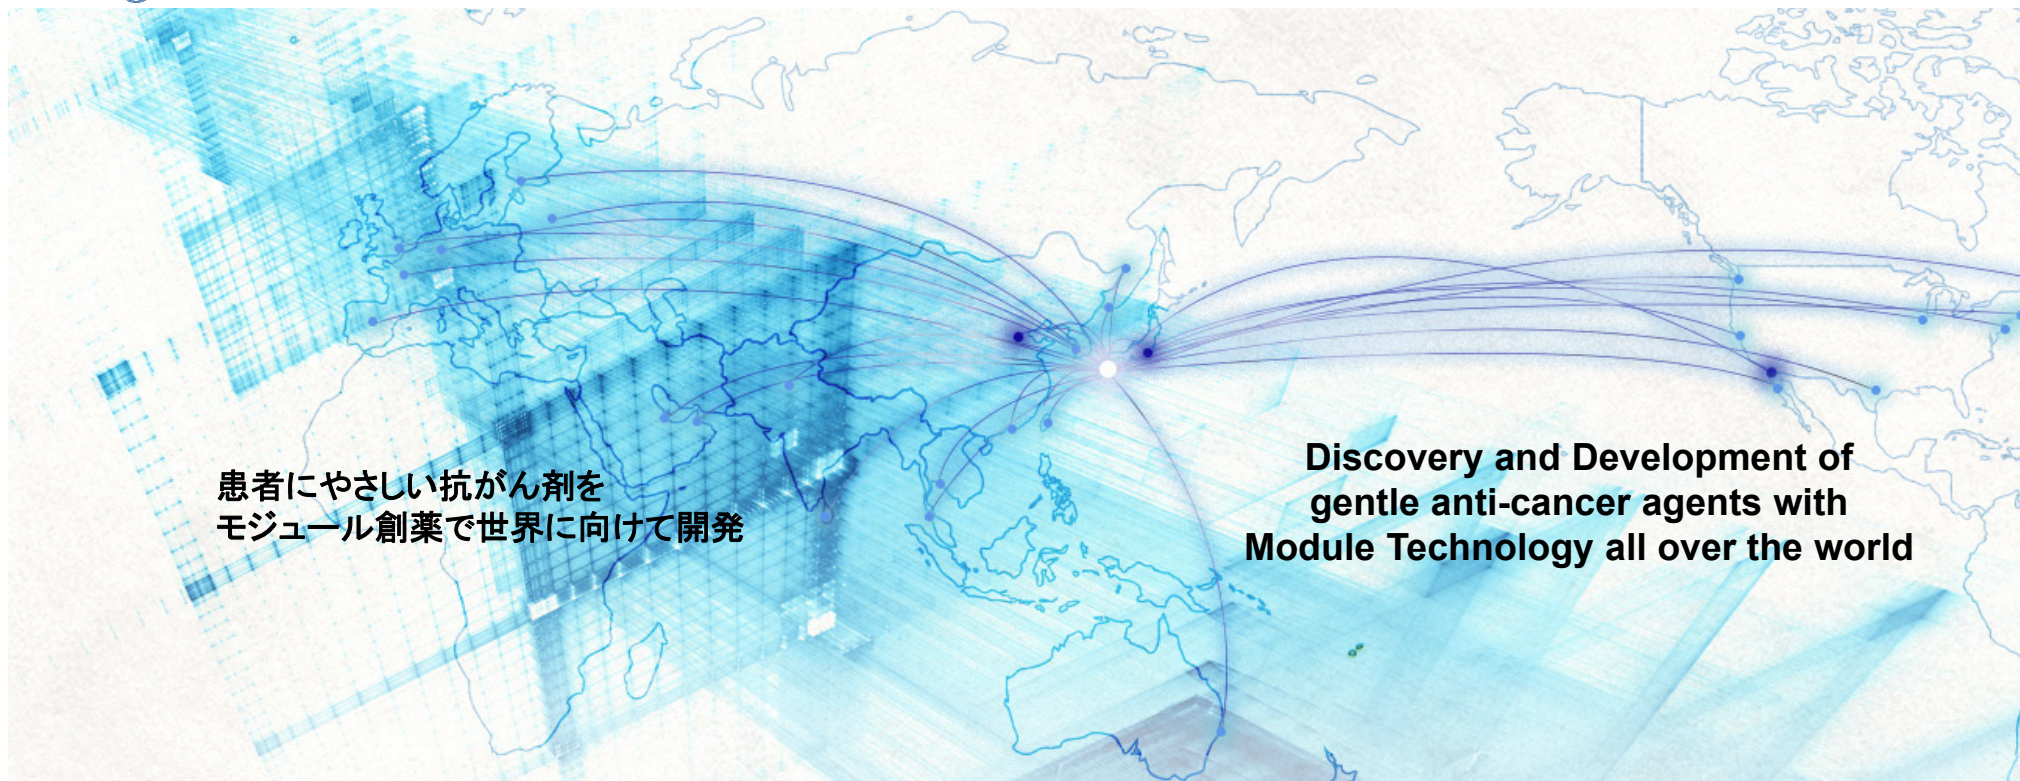 患者にやさしい抗がん剤を
モジュール創薬で世界に向けて開発
Discovery and Development of
gentle anti-cancer agents with
Module Technology all over the world